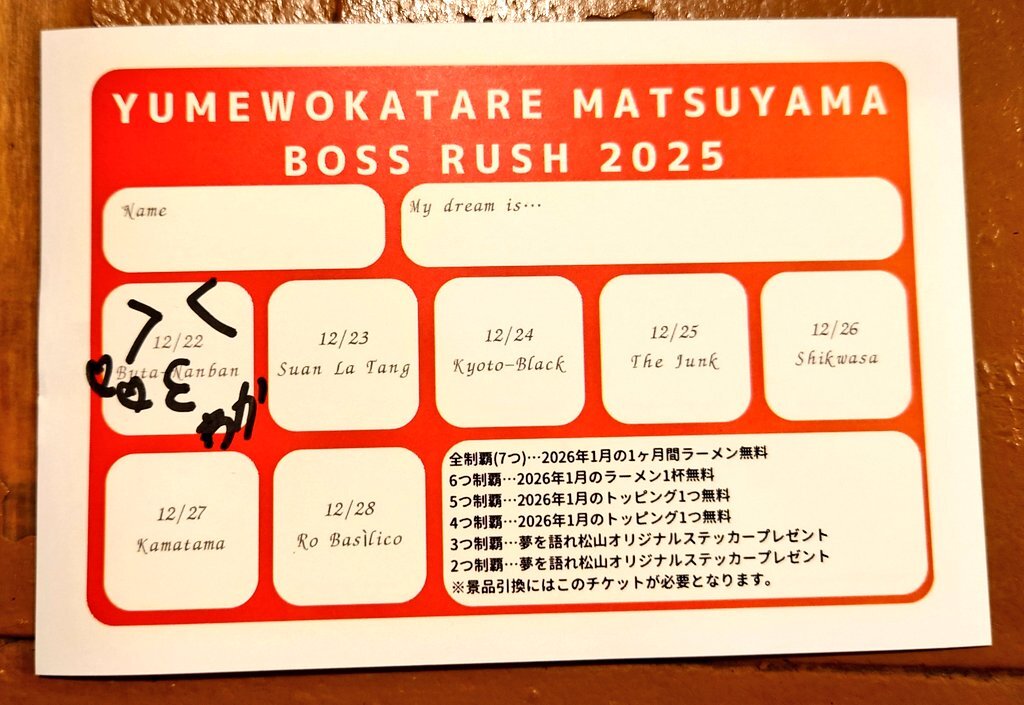 YUMEWOKATARE MATSUYAMA
BOSS RUSH 2025
Name
My dream is…
12/22
Buta-Nanban
12/23
Suan La Tang
12/24
Kyoto-Black
12/25
The Junk
12/26
Shikwasa
12/27
Kamatama
12/28
Ro Basìlico
全制覇(7つ)…2026年1月の1ヶ月間ラーメン無料
6つ制覇…2026年1月のラーメン1杯無料
5つ制覇…2026年1月のトッピング1つ無料
4つ制覇…2026年1月のトッピング1つ無料
3つ制覇…夢を語れ松山オリジナルステッカープレゼント
2つ制覇…夢を語れ松山オリジナルステッカープレゼント
※景品引換にはこのチケットが必要となります。